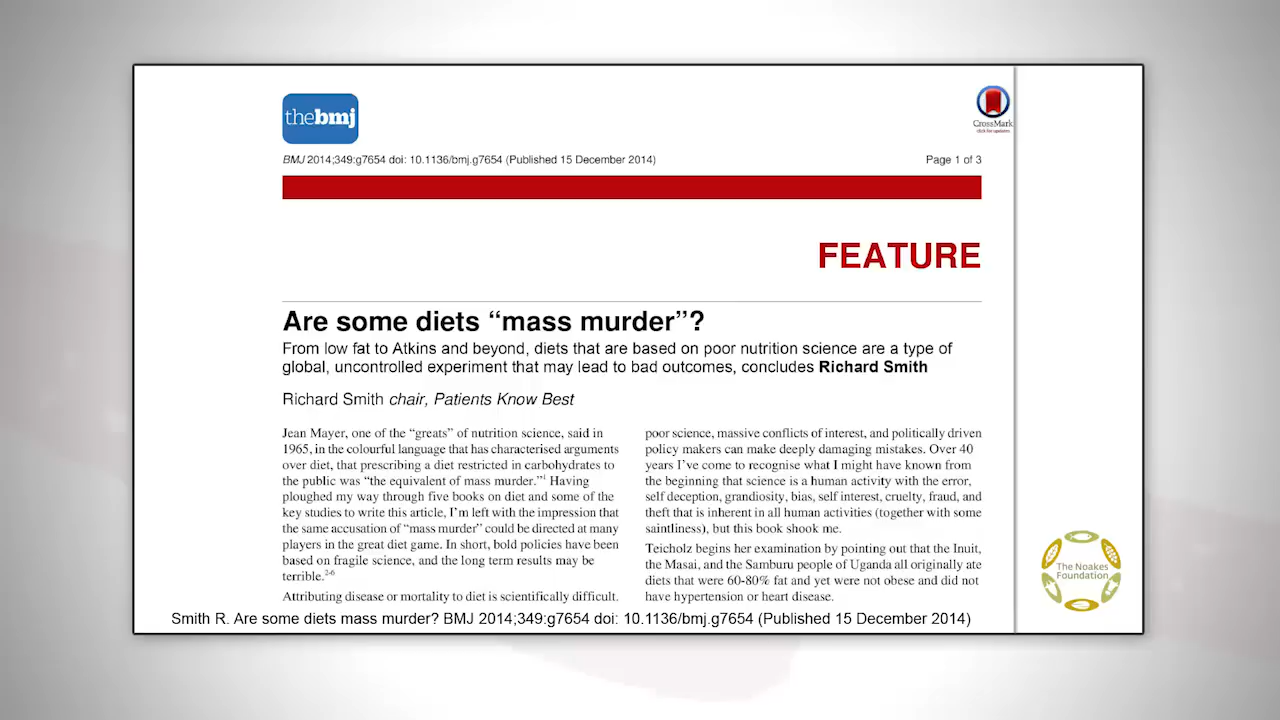 thebmj
CrossMark
click for updates
BMJ 2014;349:g7654 doi: 10.1136/bmj.g7654 (Published 15 December 2014)
Page 1 of 3
FEATURE
Are some diets “mass murder”?
From low fat to Atkins and beyond, diets that are based on poor nutrition science are a type of
global, uncontrolled experiment that may lead to bad outcomes, concludes Richard Smith
Richard Smith chair, Patients Know Best
Jean Mayer, one of the “greats” of nutrition science, said in
1965, in the colourful language that has characterised arguments
over diet, that prescribing a diet restricted in carbohydrates to
the public was “the equivalent of mass murder.”1 Having
ploughed my way through five books on diet and some of the
key studies to write this article, I’m left with the impression that
the same accusation of “mass murder” could be directed at many
players in the great diet game. In short, bold policies have been
based on fragile science, and the long term results may be
terrible.2-6
Attributing disease or mortality to diet is scientifically difficult.
poor science, massive conflicts of interest, and politically driven
policy makers can make deeply damaging mistakes. Over 40
years I’ve come to recognise what I might have known from
the beginning that science is a human activity with the error,
self deception, grandiosity, bias, self interest, cruelty, fraud, and
theft that is inherent in all human activities (together with some
saintliness), but this book shook me.
Teicholz begins her examination by pointing out that the Inuit,
the Masai, and the Samburu people of Uganda all originally ate
diets that were 60-80% fat and yet were not obese and did not
have hypertension or heart disease.
The Noakes
Foundation
Smith R. Are some diets mass murder? BMJ 2014;349:g7654 doi: 10.1136/bmj.g7654 (Published 15 December 2014)